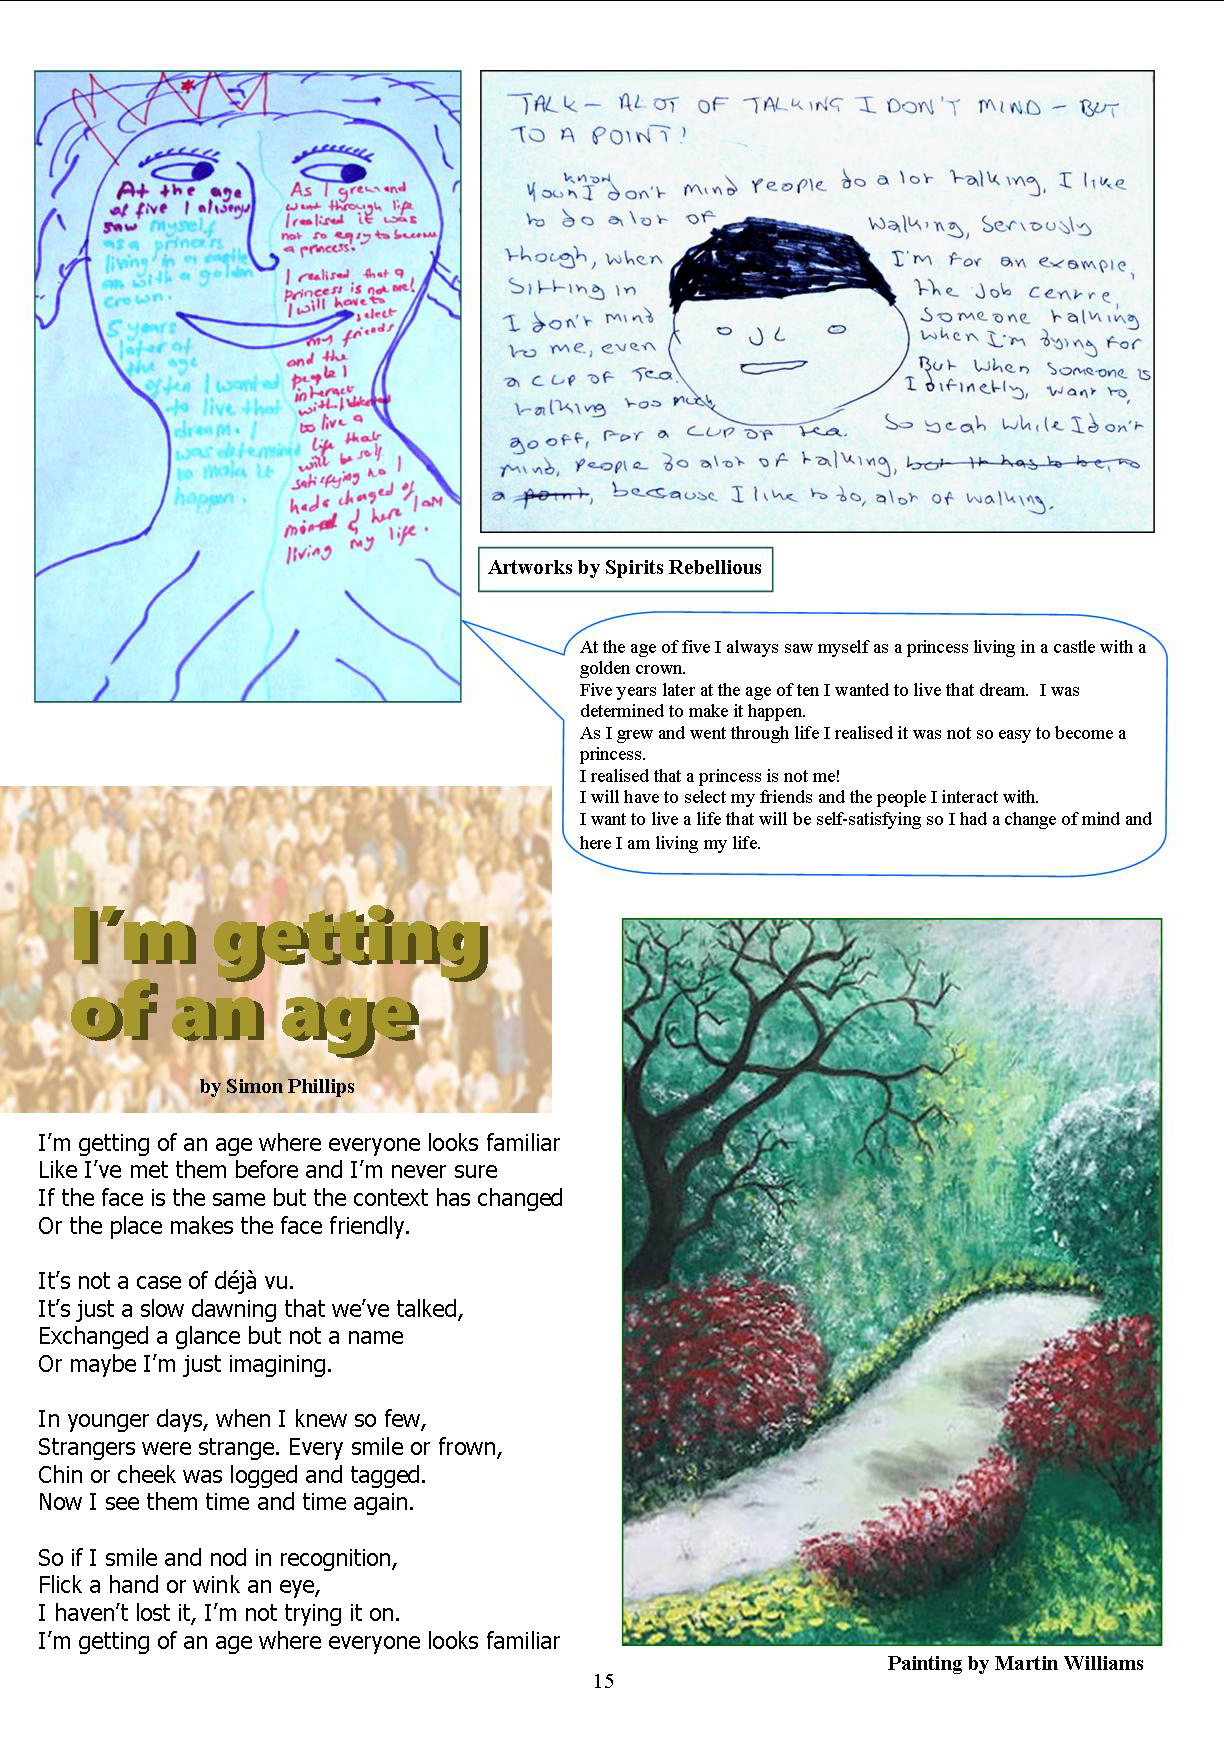 At the age
of five I always
saw myself
as a princess
living in a castle
with a golden
crown.
5 years
later at
the age
of ten I wanted
to live that
dream. I
was determined
to make it
happen.
As I grew and
went through life
I realised it was
not so easy to become
a princess.
I realised that a
princess is not me!
I will have to
select
my friends
and the
people I
interact
with.
to live a
life that
will be self
satisfying so I
had a changed of
mined & here I am
living my life.
TALK – ALOT OF TALKING I DON'T MIND – BUT
TO A POINT!
know
You I don't mind people do a lot talking, I like
to do alot of walking, seriously
though, when I'm for an example,
sitting in the Job Centre,
I don't mind someone talking
to me, even when I'm dying for
a cup of tea. But when someone is
talking too much I difinetly, want to,
go off, for a cup of tea. So yeah while I don't
mind, people do alot of talking, but it has to be, to
a point, because I like to do, alot of walking.
Artworks by Spirits Rebellious
At the age of five I always saw myself as a princess living in a castle with a
golden crown.
Five years later at the age of ten I wanted to live that dream.  I was
determined to make it happen.
As I grew and went through life I realised it was not so easy to become a
princess.
I realised that a princess is not me!
I will have to select my friends and the people I interact with.
I want to live a life that will be self-satisfying so I had a change of mind and
here I am living my life.
I'm getting
of an age
by Simon Phillips
I'm getting of an age where everyone looks familiar
Like I've met them before and I'm never sure
If the face is the same but the context has changed
Or the place makes the face friendly.
It's not a case of déjà vu.
It's just a slow dawning that we've talked,
Exchanged a glance but not a name
Or maybe I'm just imagining.
In younger days, when I knew so few,
Strangers were strange. Every smile or frown,
Chin or cheek was logged and tagged.
Now I see them time and time again.
So if I smile and nod in recognition,
Flick a hand or wink an eye,
I haven't lost it, I'm not trying it on.
I'm getting of an age where everyone looks familiar
Painting by Martin Williams
15